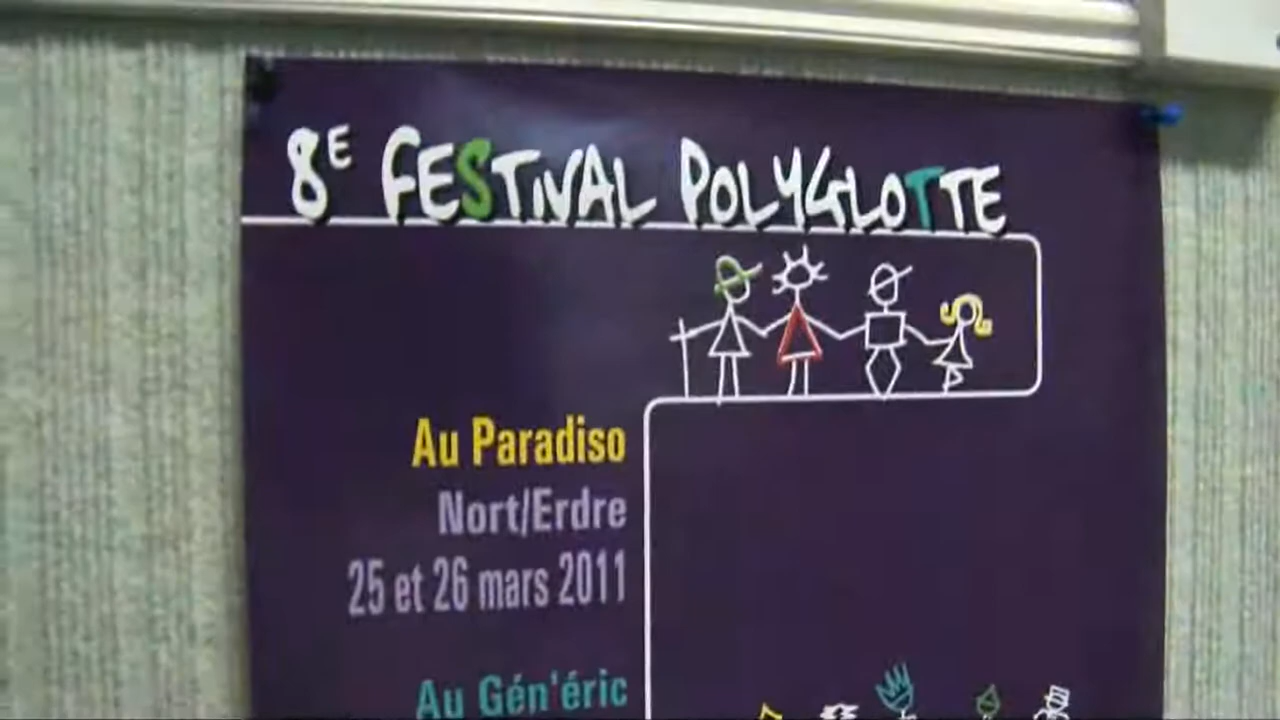 8E FESTIVAL POLYGLOTTE
Au Paradiso
Nort/Erdre
25 et 26 mars 2011
Au Gén'éric